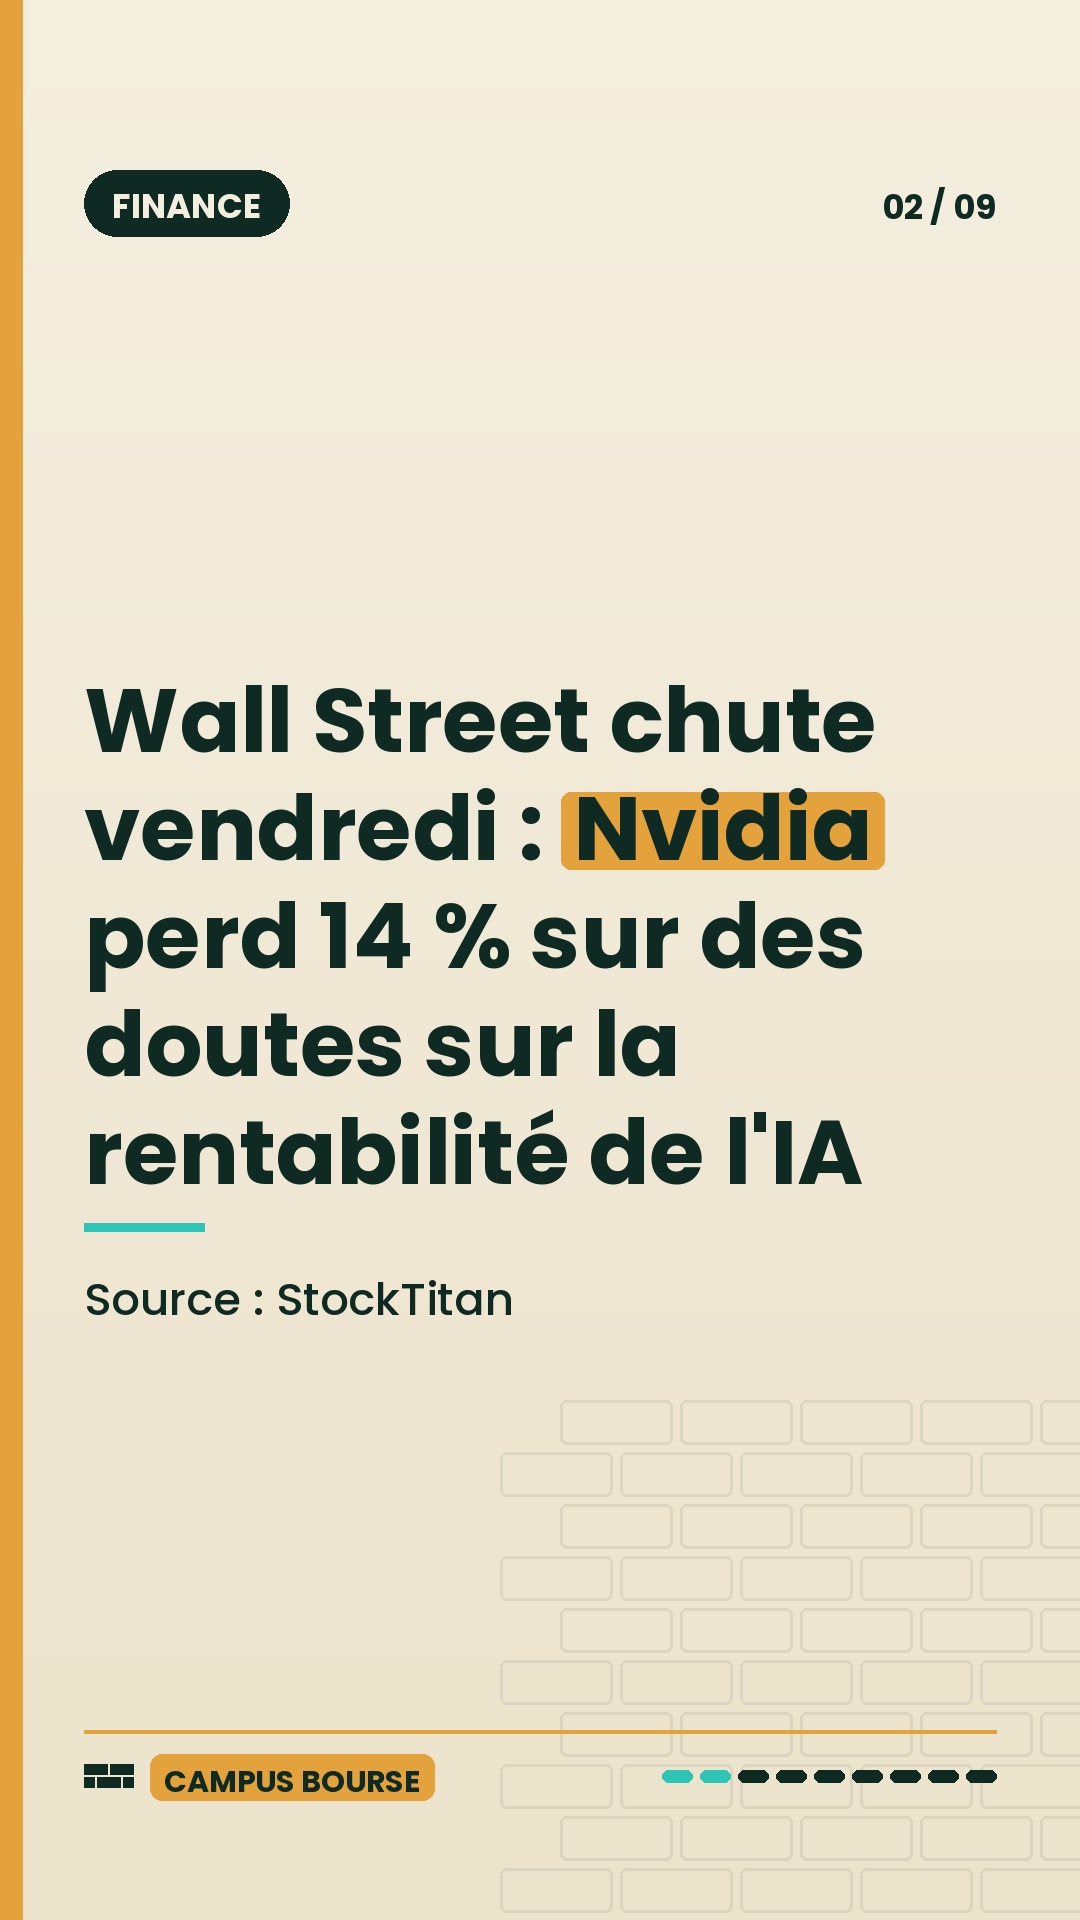 FINANCE
02 / 09
Wall Street chute
vendredi : Nvidia
perd 14 % sur des
doutes sur la
rentabilité de l'IA
Source : StockTitan
CAMPUS BOURSE